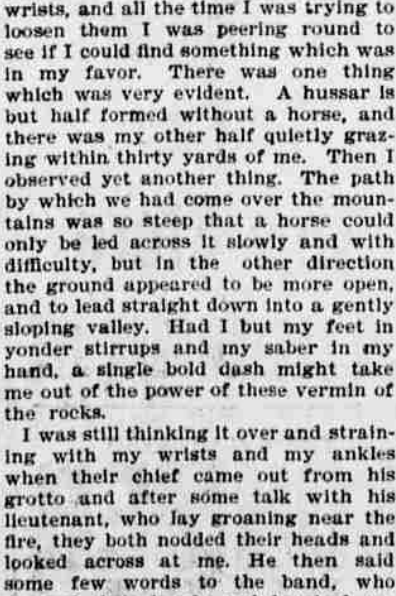 wrists, and all the time I was trying to
loosen them I was peering round to
see if I could find something which was
in my favor. There was one thing
which was very evident. A hussar is
but half formed without a horse, and
there was my other half quietly graz-
ing within thirty yards of me. Then I
observed yet another thing. The path
by which we had come over the moun-
tains was so steep that a horse could
only be led across it slowly and with
difficulty, but in the other direction
the ground appeared to be more open,
and to lead straight down into a gently
sloping valley. Had I but my feet in
yonder stirrups and my saber in my
hand, a single bold dash might take
me out of the power of these vermin of
the rocks.
I was still thinking it over and strain-
ing with my wrists and my ankles
when their chief came out from his
grotto and after some talk with his
lieutenant, who lay groaning near the
fire, they both nodded their heads and
looked across at me. He then said
some few words to the band, who